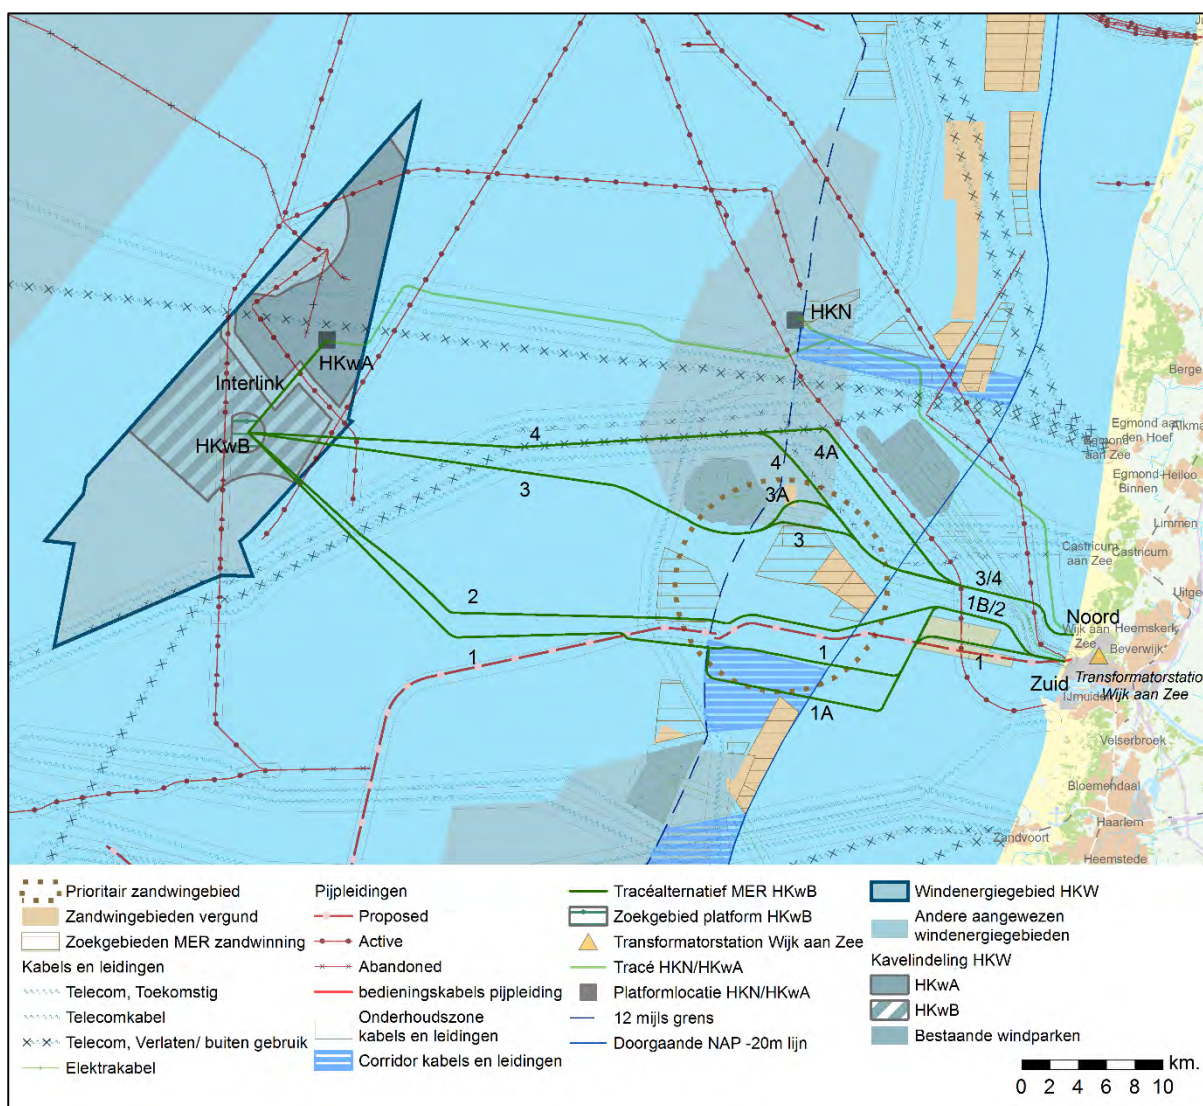 HKN
HKwA
Interlink
HKwB
4
4A
4
3
3A
3
2
1
1
1A
3/4
1B/2
1
Noord
Zuid
Transformatorstation
Wijk aan Zee
Berge
Egmond aan
den Hoef
Alkma
Egmond
aan Zee
Egmond-
Binnen
Heiloo
Limmen
Castricum
aan Zee
Castricum
Uitge
Wijk aan
Zee
Heemskerk
Beverwijk
IJmuiden
Velserbroek
Bloemendaal
Haarlem
Zandvoort
Heemstede
Prioritair zandwingebied
Zandwingebieden vergund
Zoekgebieden MER zandwinning
Kabels en leidingen
Telecom, Toekomstig
Telecomkabel
Telecom, Verlaten/ buiten gebruik
Elektrakabel
Pijpleidingen
Proposed
Active
Abandoned
bedieningskabels pijpleiding
Onderhoudszone
kabels en leidingen
Corridor kabels en leidingen
Tracéalternatief MER HKwB
Zoekgebied platform HKwB
Transformatorstation Wijk aan Zee
Tracé HKN/HKwA
Platformlocatie HKN/HKwA
12 mijls grens
Doorgaande NAP -20m lijn
Windenergiegebied HKW
Andere aangewezen
windenergiegebieden
Kavelindeling HKW
HKwA
HKwB
Bestaande windparken
km.
0 2 4 6 8 10